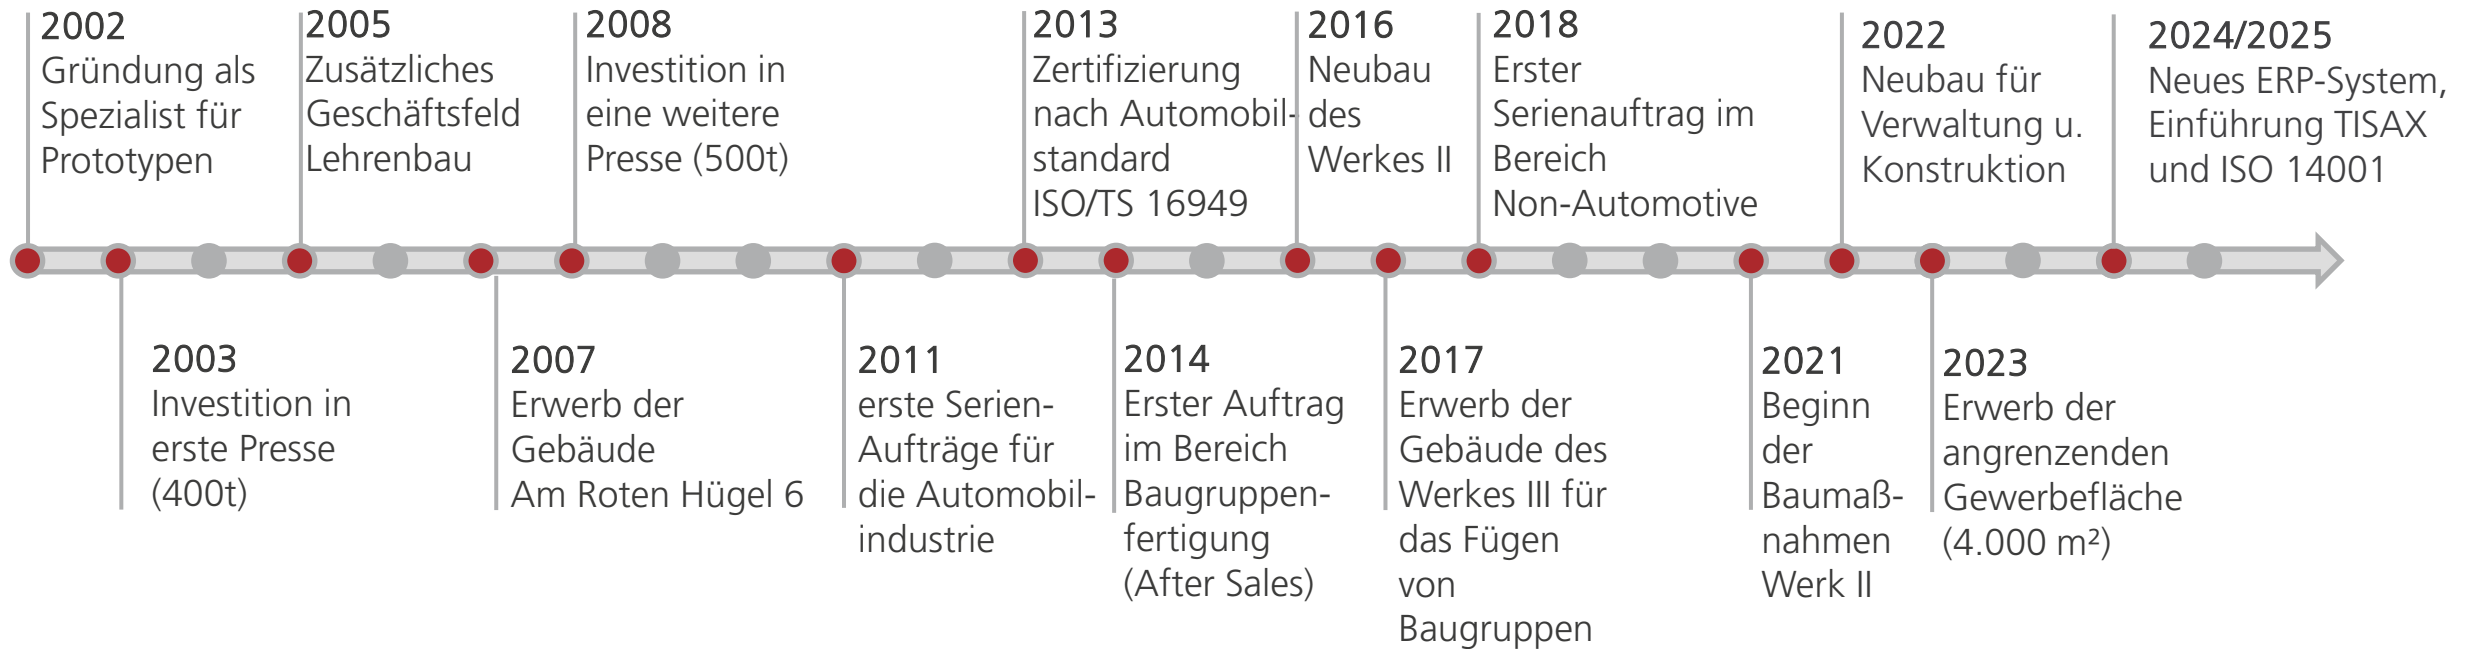 2002
Gründung als
Spezialist für
Prototypen
2003
Investition in
erste Presse
(400t)
2005
Zusätzliches
Geschäftsfeld
Lehrenbau
2007
Erwerb der
Gebäude
Am Roten Hügel 6
2008
Investition in
eine weitere
Presse (500t)
2011
erste Serien-
Aufträge für
die Automobil-
industrie
2013
Zertifizierung
nach Automobil-
standard
ISO/TS 16949
2014
Erster Auftrag
im Bereich
Baugruppen-
fertigung
(After Sales)
2016
Neubau
des
Werkes II
2017
Erwerb der
Gebäude des
Werkes III für
das Fügen
von
Baugruppen
2018
Erster
Serienauftrag im
Bereich
Non-Automotive
2021
Beginn
der
Baumaß-
nahmen
Werk II
2022
Neubau für
Verwaltung u.
Konstruktion
2023
Erwerb der
angrenzenden
Gewerbefläche
(4.000 m²)
2024/2025
Neues ERP-System,
Einführung TISAX
und ISO 14001